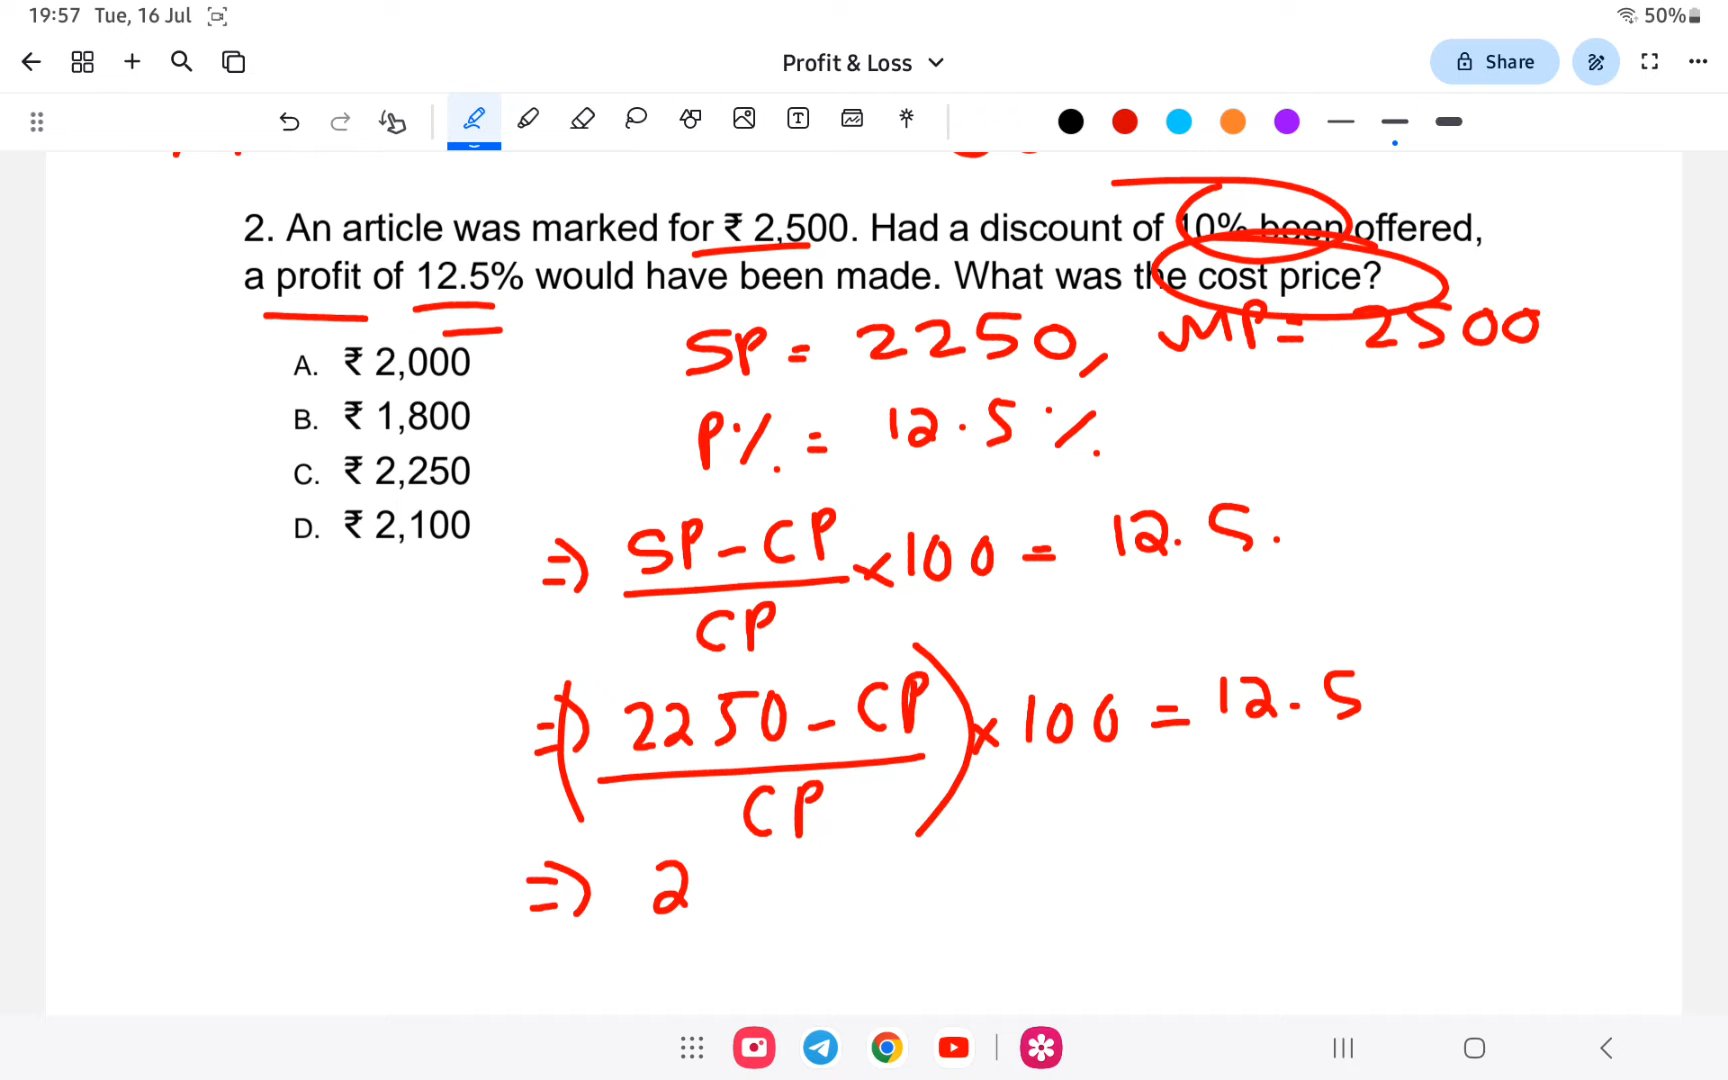 19:57 Tue, 16 Jul 50%
Profit & Loss
Share
2. An article was marked for ₹ 2,500. Had a discount of 10% been offered,
a profit of 12.5% would have been made. What was the cost price?
SP = 2250, MP = 2500
A. ₹ 2,000
P% = 12.5%
B. ₹ 1,800
C. ₹ 2,250
D. ₹ 2,100
⇒ SP - CP
× 100 = 12.5.
CP
⇒ ( 2250 - CP ) × 100 = 12.5
CP
⇒ 2